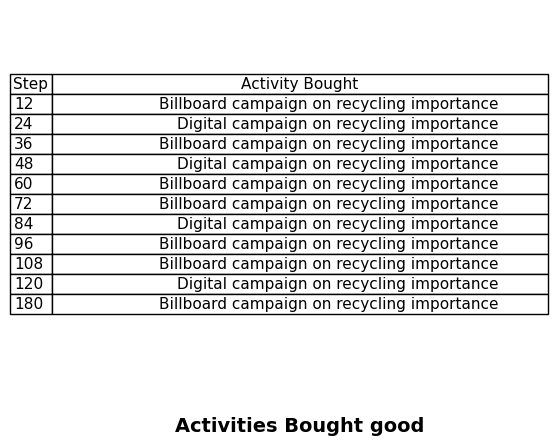 Step Activity Bought
12 Billboard campaign on recycling importance
24 Digital campaign on recycling importance
36 Billboard campaign on recycling importance
48 Digital campaign on recycling importance
60 Billboard campaign on recycling importance
72 Billboard campaign on recycling importance
84 Digital campaign on recycling importance
96 Billboard campaign on recycling importance
108 Billboard campaign on recycling importance
120 Digital campaign on recycling importance
180 Billboard campaign on recycling importance
Activities Bought good